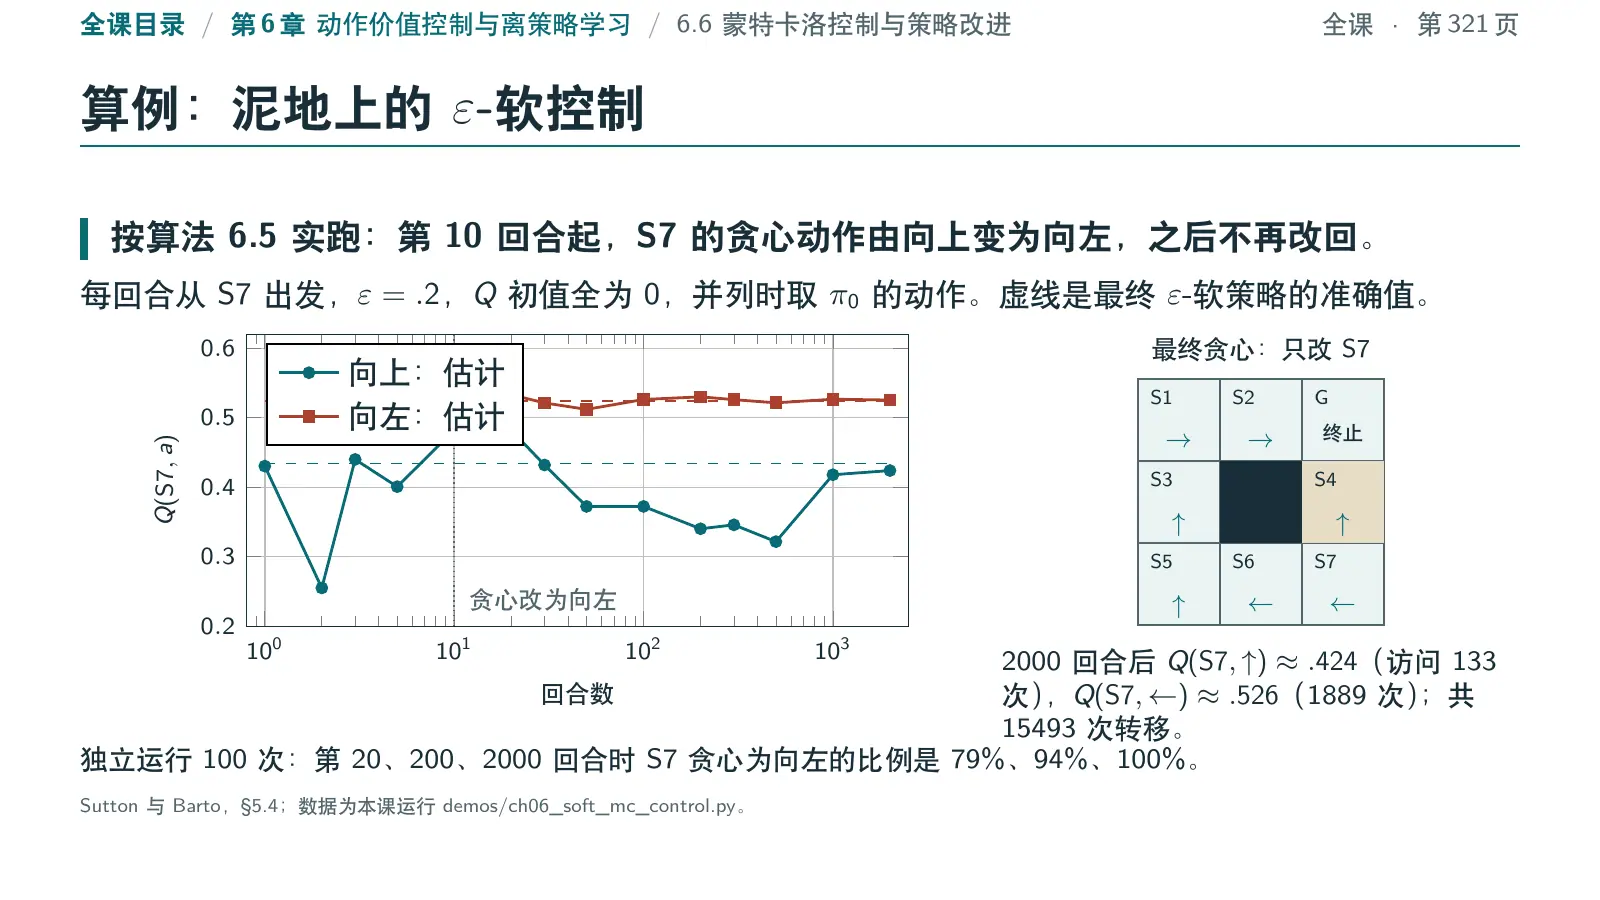 全课目录 / 第 6 章 动作价值控制与离策略学习 / 6.6 蒙特卡洛控制与策略改进
全课 · 第 321 页
算例：泥地上的 ε-软控制
按算法 6.5 实跑：第 10 回合起，S7 的贪心动作由向上变为向左，之后不再改回。
每回合从 S7 出发，ε = .2，Q 初值全为 0，并列时取 π₀ 的动作。虚线是最终 ε-软策略的准确值。
向上：估计
向左：估计
0.6
0.5
0.4
0.3
0.2
Q(S7, a)
贪心改为向左
10⁰
10¹
10²
10³
回合数
最终贪心：只改 S7
S1 S2 G
→ → 终止
S3 S4
↑ ↑
S5 S6 S7
↑ ← ←
2000 回合后 Q(S7, ↑) ≈ .424（访问 133
次），Q(S7, ←) ≈ .526（1889 次）；共
15493 次转移。
独立运行 100 次：第 20、200、2000 回合时 S7 贪心为向左的比例是 79%、94%、100%。
Sutton 与 Barto，§5.4；数据为本课运行 demos/ch06_soft_mc_control.py。